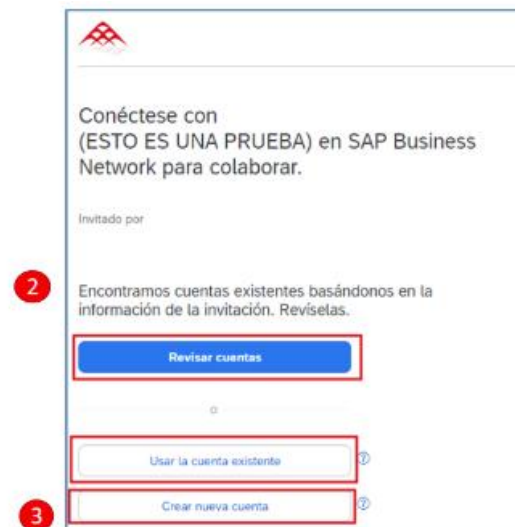 Conéctese con
(ESTO ES UNA PRUEBA) en SAP Business
Network para colaborar.
Invitado por
2
Encontramos cuentas existentes basándonos en la
información de la invitación. Revíselas.
Revisar cuentas
o
Usar la cuenta existente ?
3
Crear nueva cuenta ?